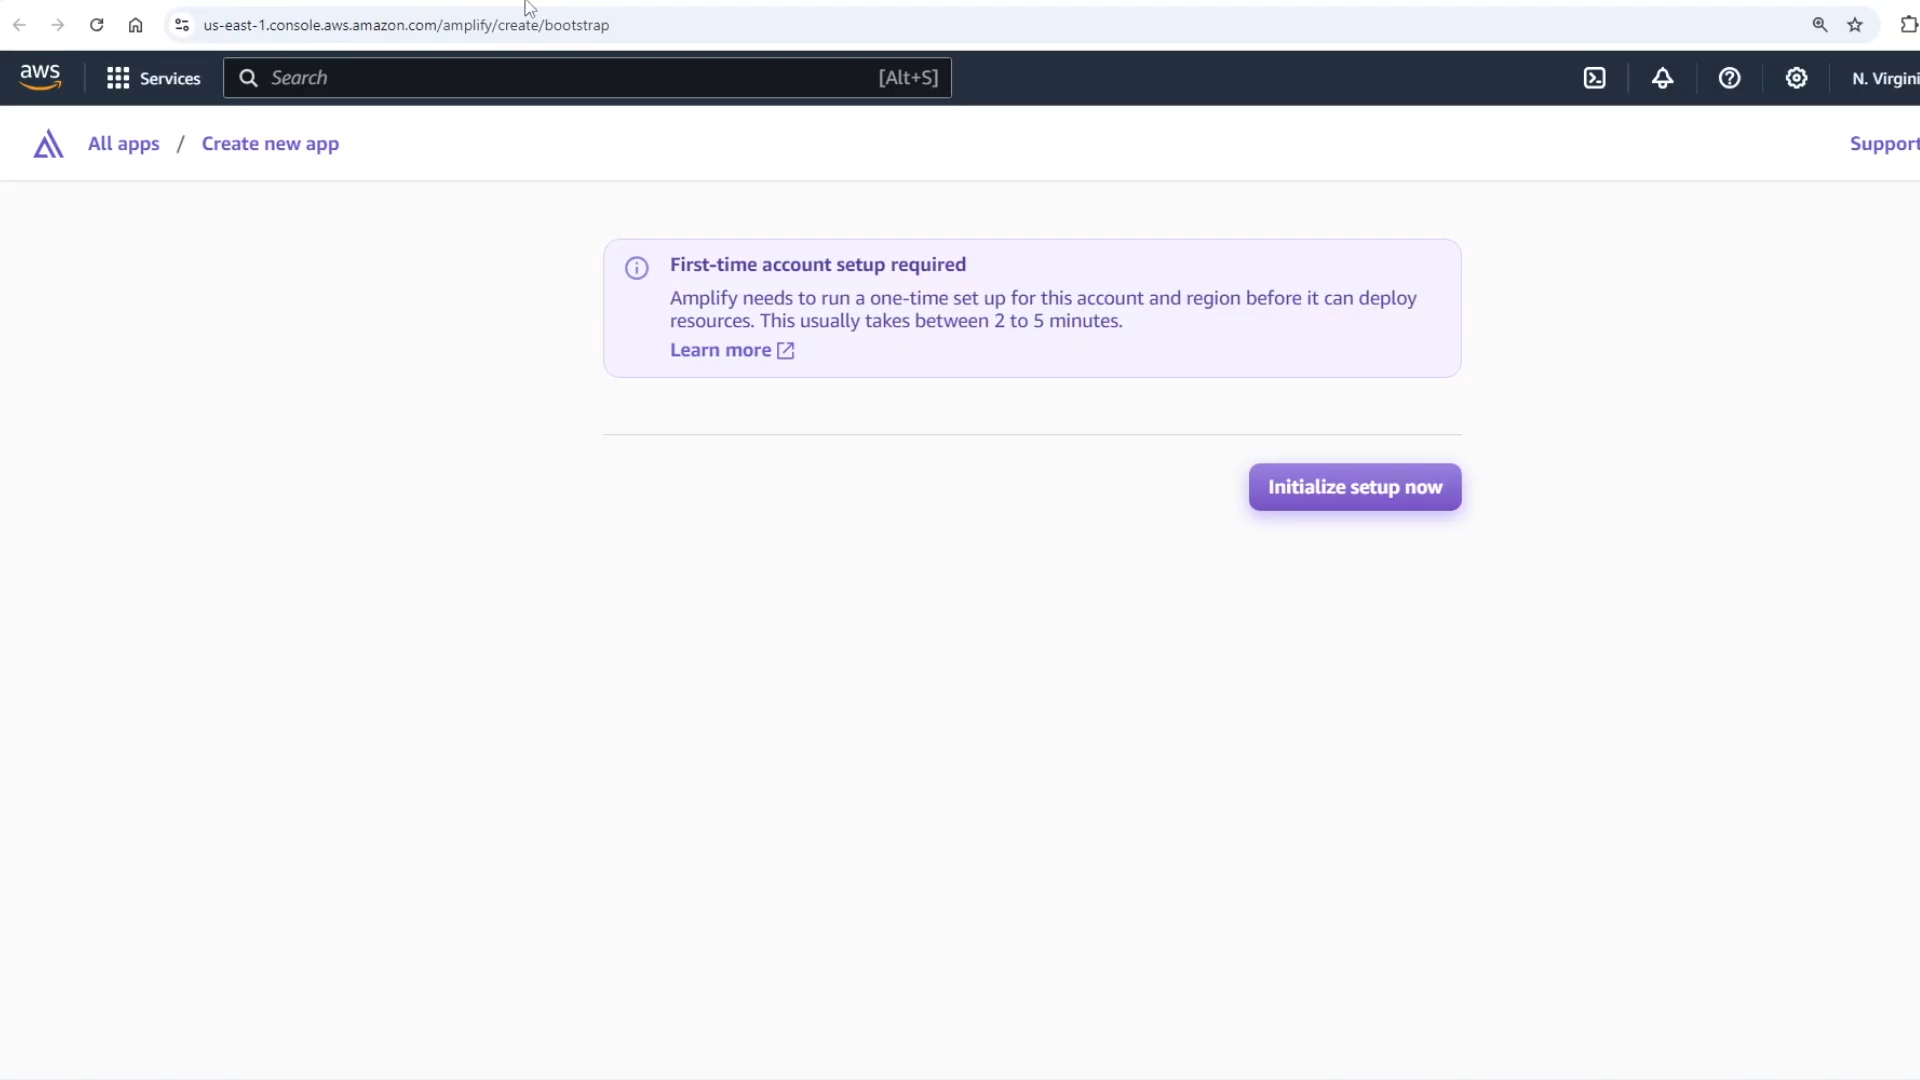 us-east-1.console.aws.amazon.com/amplify/create/bootstrap
aws Services Search [Alt+S] N. Virgini
All apps / Create new app Support
First-time account setup required
Amplify needs to run a one-time set up for this account and region before it can deploy
resources. This usually takes between 2 to 5 minutes.
Learn more
Initialize setup now